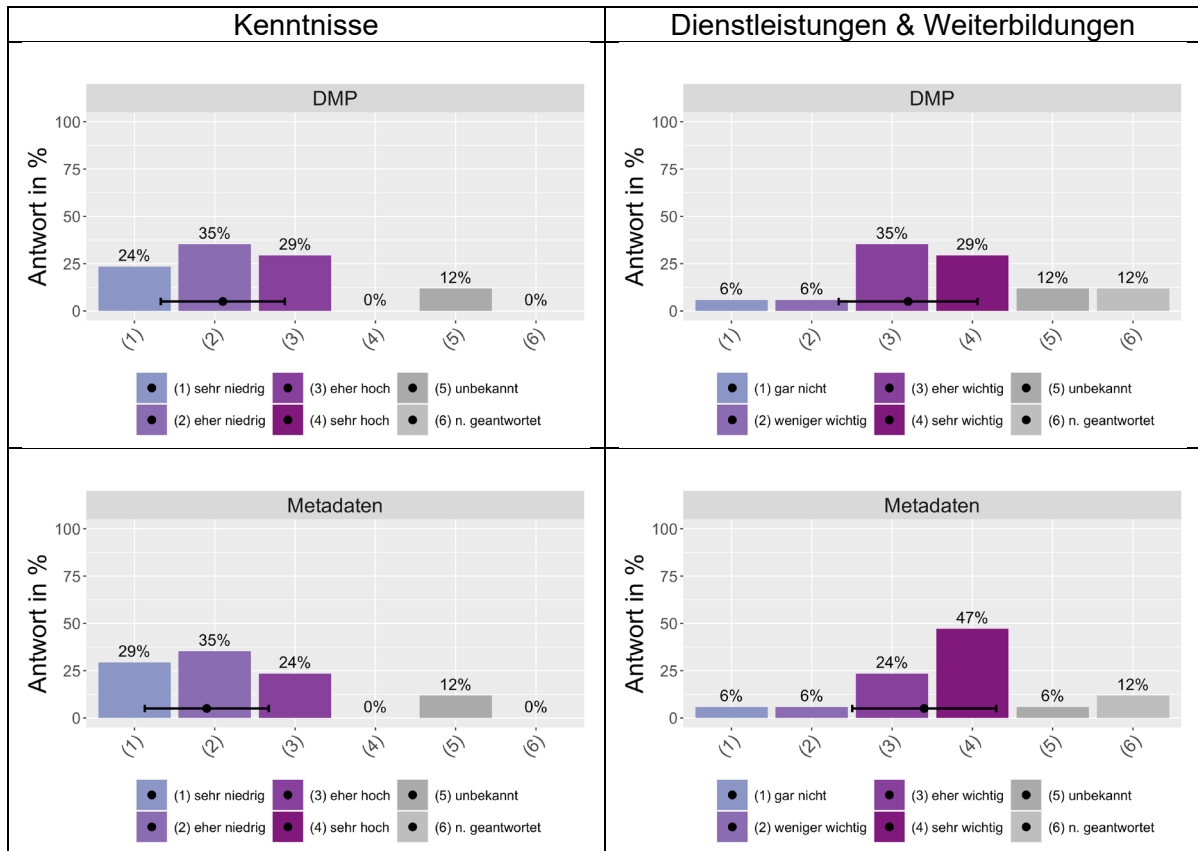 Kenntnisse
Dienstleistungen & Weiterbildungen
DMP
Antwort in %
100
75
50
25
0
24%
35%
29%
0%
12%
0%
(1)
(2)
(3)
(4)
(5)
(6)
(1) sehr niedrig
(3) eher hoch
(5) unbekannt
(2) eher niedrig
(4) sehr hoch
(6) n. geantwortet
DMP
Antwort in %
100
75
50
25
0
6%
6%
35%
29%
12%
12%
(1)
(2)
(3)
(4)
(5)
(6)
(1) gar nicht
(3) eher wichtig
(5) unbekannt
(2) weniger wichtig
(4) sehr wichtig
(6) n. geantwortet
Metadaten
Antwort in %
100
75
50
25
0
29%
35%
24%
0%
12%
0%
(1)
(2)
(3)
(4)
(5)
(6)
(1) sehr niedrig
(3) eher hoch
(5) unbekannt
(2) eher niedrig
(4) sehr hoch
(6) n. geantwortet
Metadaten
Antwort in %
100
75
50
25
0
6%
6%
24%
47%
6%
12%
(1)
(2)
(3)
(4)
(5)
(6)
(1) gar nicht
(3) eher wichtig
(5) unbekannt
(2) weniger wichtig
(4) sehr wichtig
(6) n. geantwortet